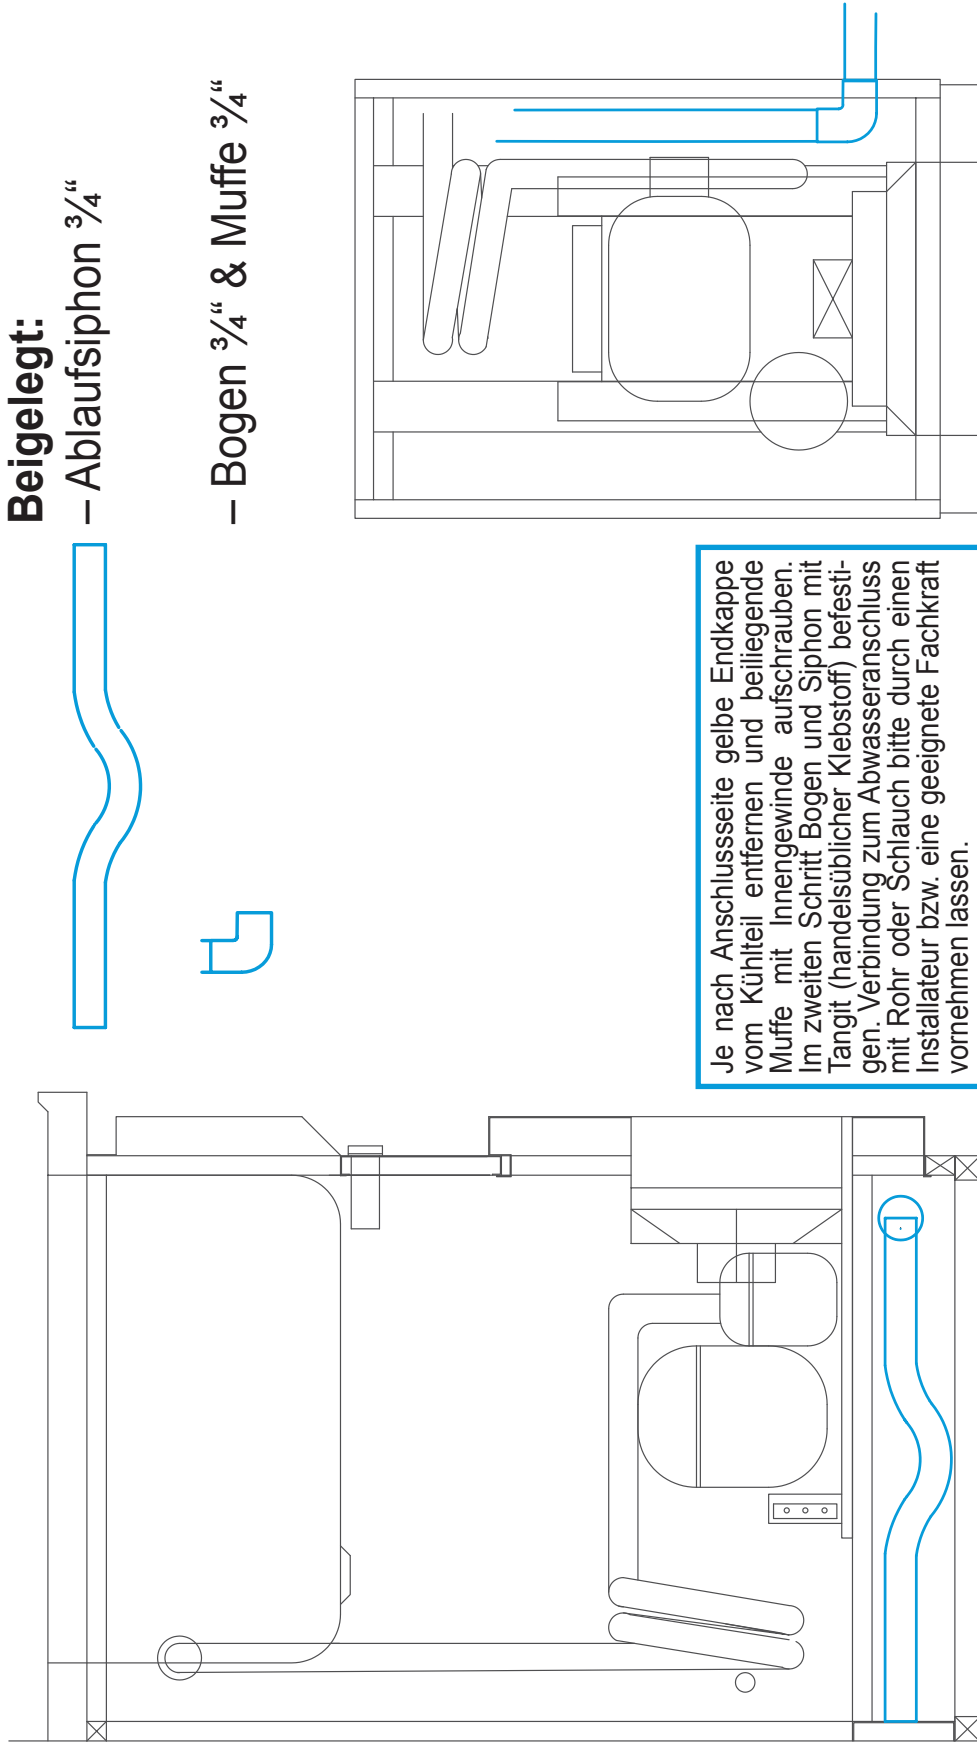 Beigelegt:
– Ablaufsiphon ¾“
– Bogen ¾“ & Muffe ¾“
Je nach Anschlussseite gelbe Endkappe
vom Kühlteil entfernen und beiliegende
Muffe mit Innengewinde aufschrauben.
Im zweiten Schritt Bogen und Siphon mit
Tangit (handelsüblicher Klebstoff) befesti-
gen. Verbindung zum Abwasseranschluss
mit Rohr oder Schlauch bitte durch einen
Installateur bzw. eine geeignete Fachkraft
vornehmen lassen.